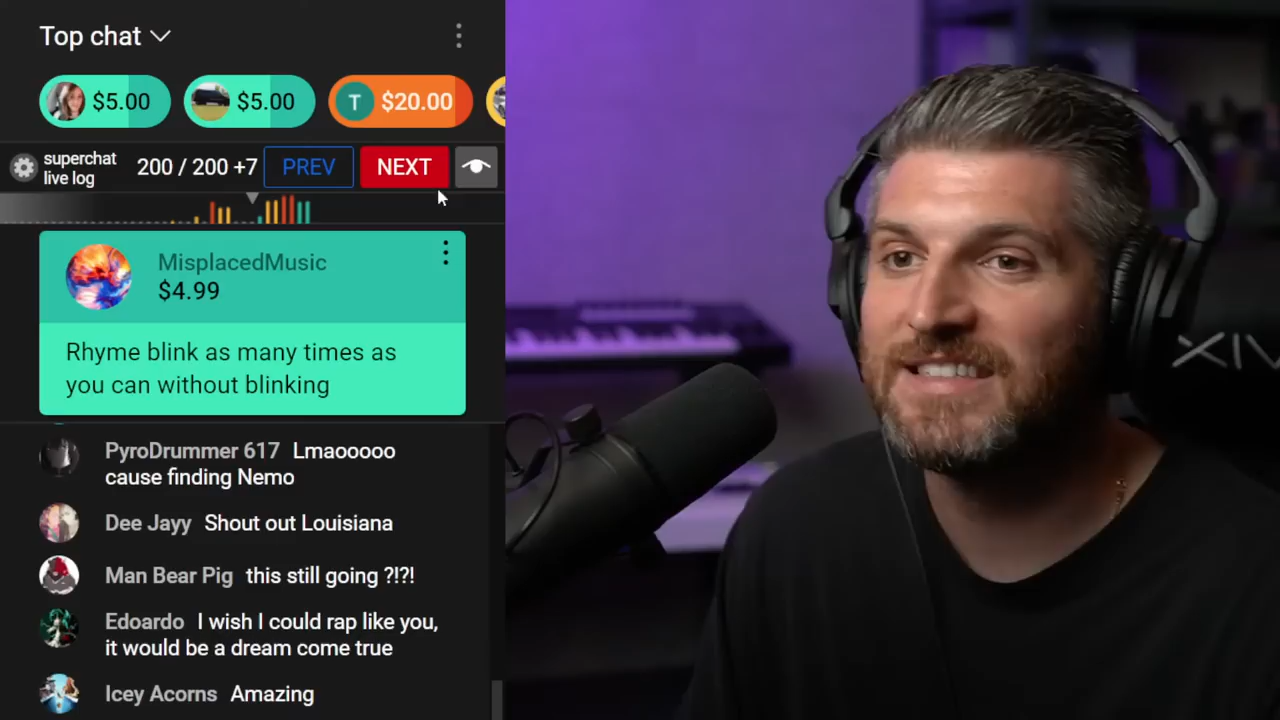 Top chat
$5.00 $5.00 T $20.00
superchat live log 200 / 200 +7 PREV NEXT
MisplacedMusic
$4.99
Rhyme blink as many times as
you can without blinking
PyroDrummer 617 Lmaooooo
cause finding Nemo
Dee Jayy Shout out Louisiana
Man Bear Pig this still going ?!?!
Edoardo I wish I could rap like you,
it would be a dream come true
Icey Acorns Amazing